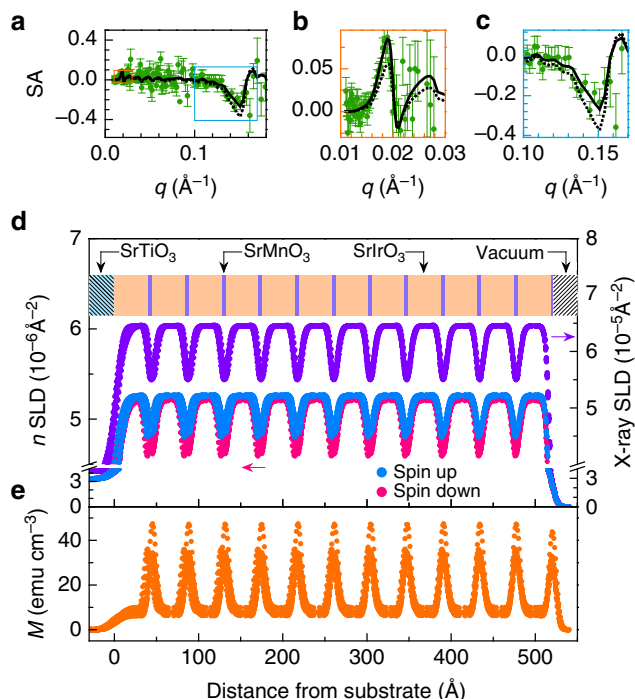 a
b
c
SA
0.4
0.0
−0.4
0.0
0.1
q (Å⁻¹)
0.05
0.00
0.01
0.02
0.03
q (Å⁻¹)
0.0
−0.2
−0.4
0.10
0.15
q (Å⁻¹)
d
SrTiO₃
SrMnO₃
SrIrO₃
Vacuum
n SLD (10⁻⁶Å⁻²)
7
6
5
3
0
X-ray SLD (10⁻⁵Å⁻²)
8
7
6
5
3
0
Spin up
Spin down
e
M (emu cm⁻³)
40
20
0
0
100
200
300
400
500
Distance from substrate (Å)